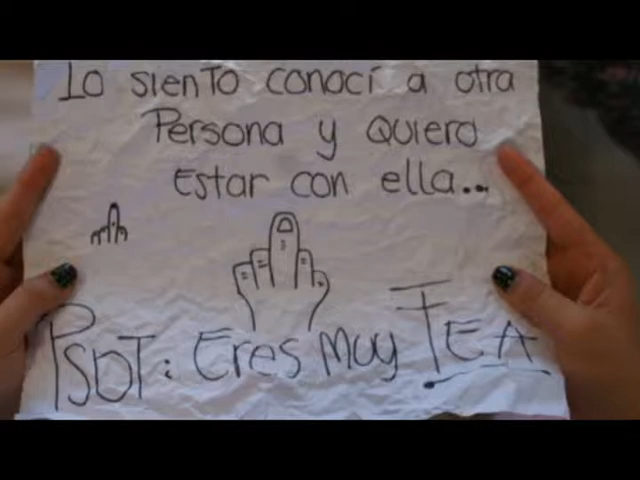 Lo siento conocí a otra
Persona y Quiero
Estar con ella...
PSDT: Eres muy FEA